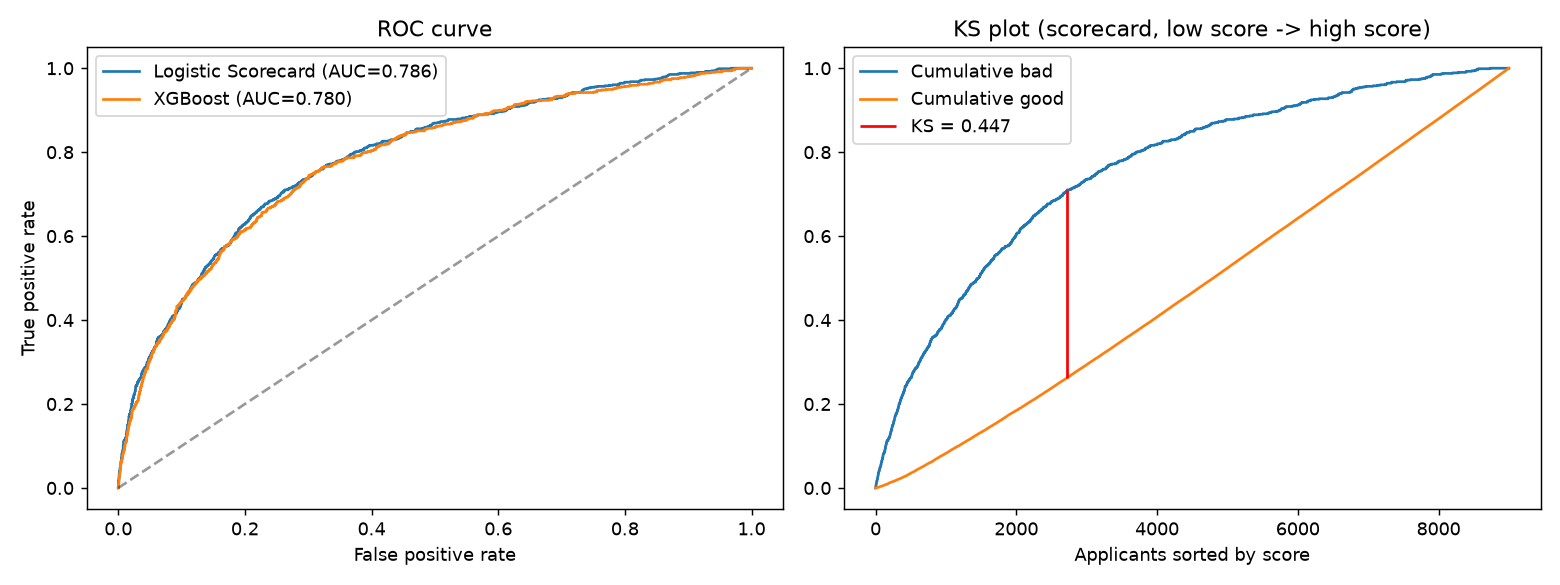 ROC curve
Logistic Scorecard (AUC=0.786)
XGBoost (AUC=0.780)
1.0
0.8
0.6
0.4
0.2
0.0
True positive rate
0.0 0.2 0.4 0.6 0.8 1.0
False positive rate
KS plot (scorecard, low score -> high score)
Cumulative bad
Cumulative good
KS = 0.447
1.0
0.8
0.6
0.4
0.2
0.0
0 2000 4000 6000 8000
Applicants sorted by score